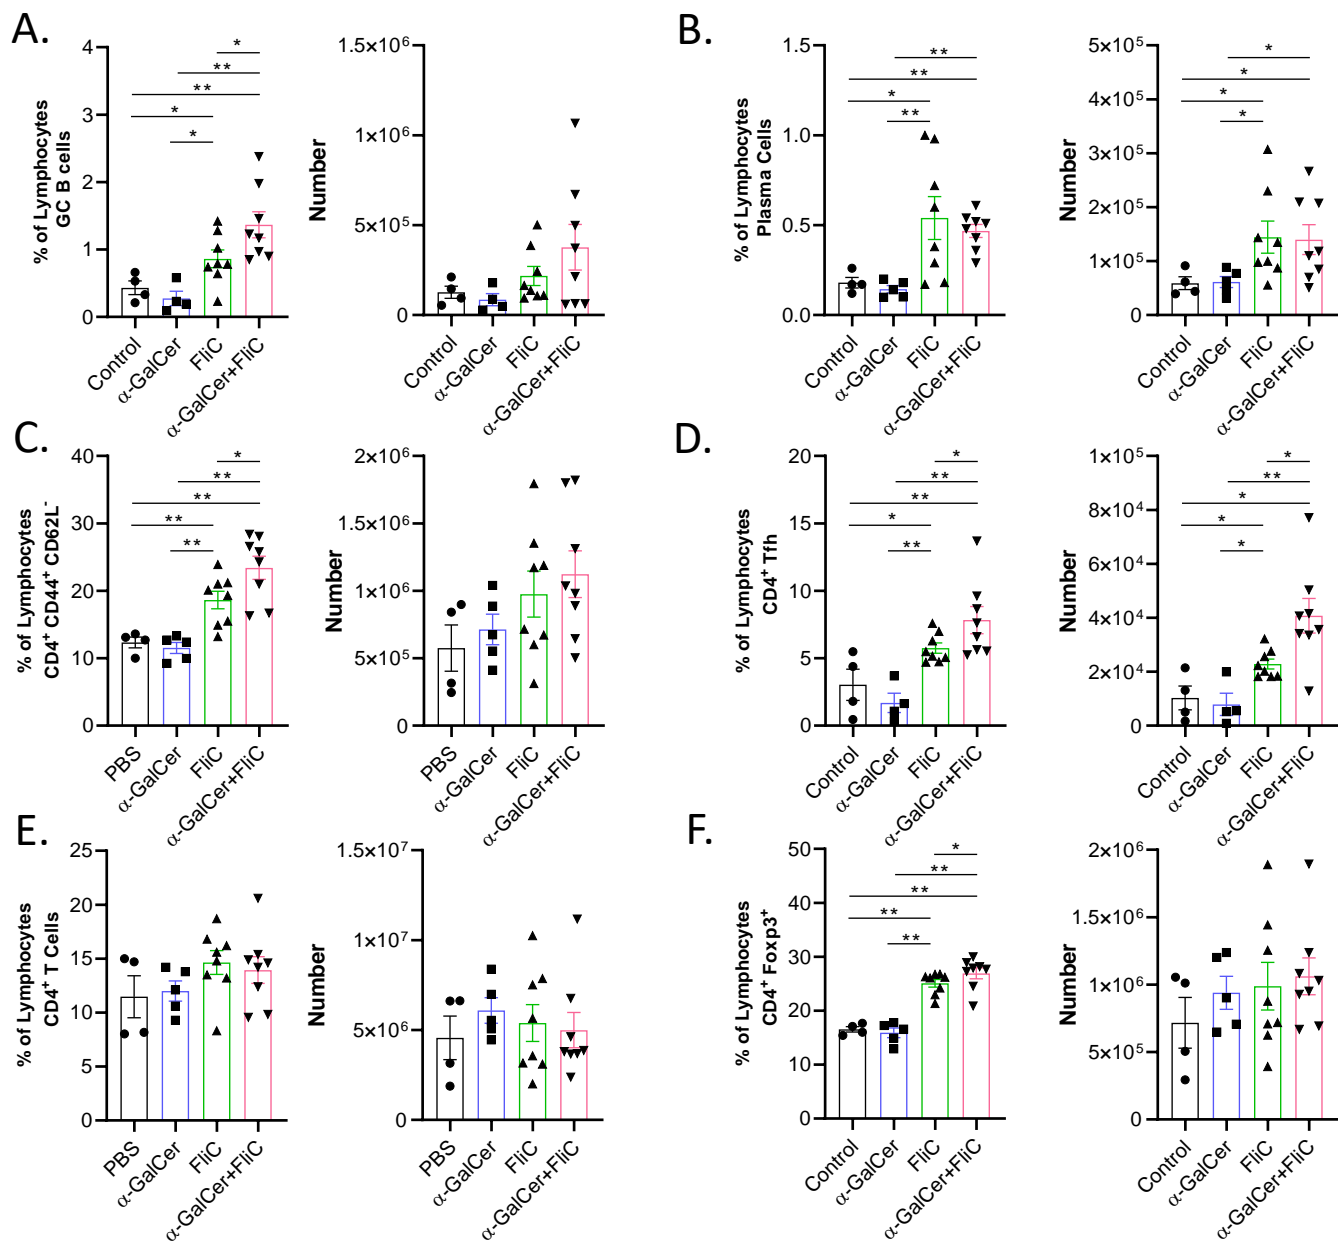 A.
% of Lymphocytes
GC B cells
4
3
2
1
0
*
**
**
*
*
Control
α-GalCer
FliC
α-GalCer+FliC
Number
1.5×10⁶
1×10⁶
5×10⁵
0
Control
α-GalCer
FliC
α-GalCer+FliC
B.
% of Lymphocytes
Plasma Cells
1.5
1.0
0.5
0.0
**
**
*
**
Control
α-GalCer
FliC
α-GalCer+FliC
Number
5×10⁵
4×10⁵
3×10⁵
2×10⁵
1×10⁵
0
*
*
*
*
Control
α-GalCer
FliC
α-GalCer+FliC
C.
% of Lymphocytes
CD4⁺ CD44⁺ CD62L⁻
40
30
20
10
0
*
**
**
**
**
PBS
α-GalCer
FliC
α-GalCer+FliC
Number
2×10⁶
1.5×10⁶
1×10⁶
5×10⁵
0
PBS
α-GalCer
FliC
α-GalCer+FliC
D.
% of Lymphocytes
CD4⁺ Tfh
20
15
10
5
0
*
**
**
*
**
Control
α-GalCer
FliC
α-GalCer+FliC
Number
1×10⁵
8×10⁴
6×10⁴
4×10⁴
2×10⁴
0
*
**
*
*
*
Control
α-GalCer
FliC
α-GalCer+FliC
E.
% of Lymphocytes
CD4⁺ T Cells
25
20
15
10
5
0
PBS
α-GalCer
FliC
α-GalCer+FliC
Number
1.5×10⁷
1×10⁷
5×10⁶
0
PBS
α-GalCer
FliC
α-GalCer+FliC
F.
% of Lymphocytes
CD4⁺ Foxp3⁺
50
40
30
20
10
0
*
**
**
**
**
Control
α-GalCer
FliC
α-GalCer+FliC
Number
2×10⁶
1.5×10⁶
1×10⁶
5×10⁵
0
Control
α-GalCer
FliC
α-GalCer+FliC